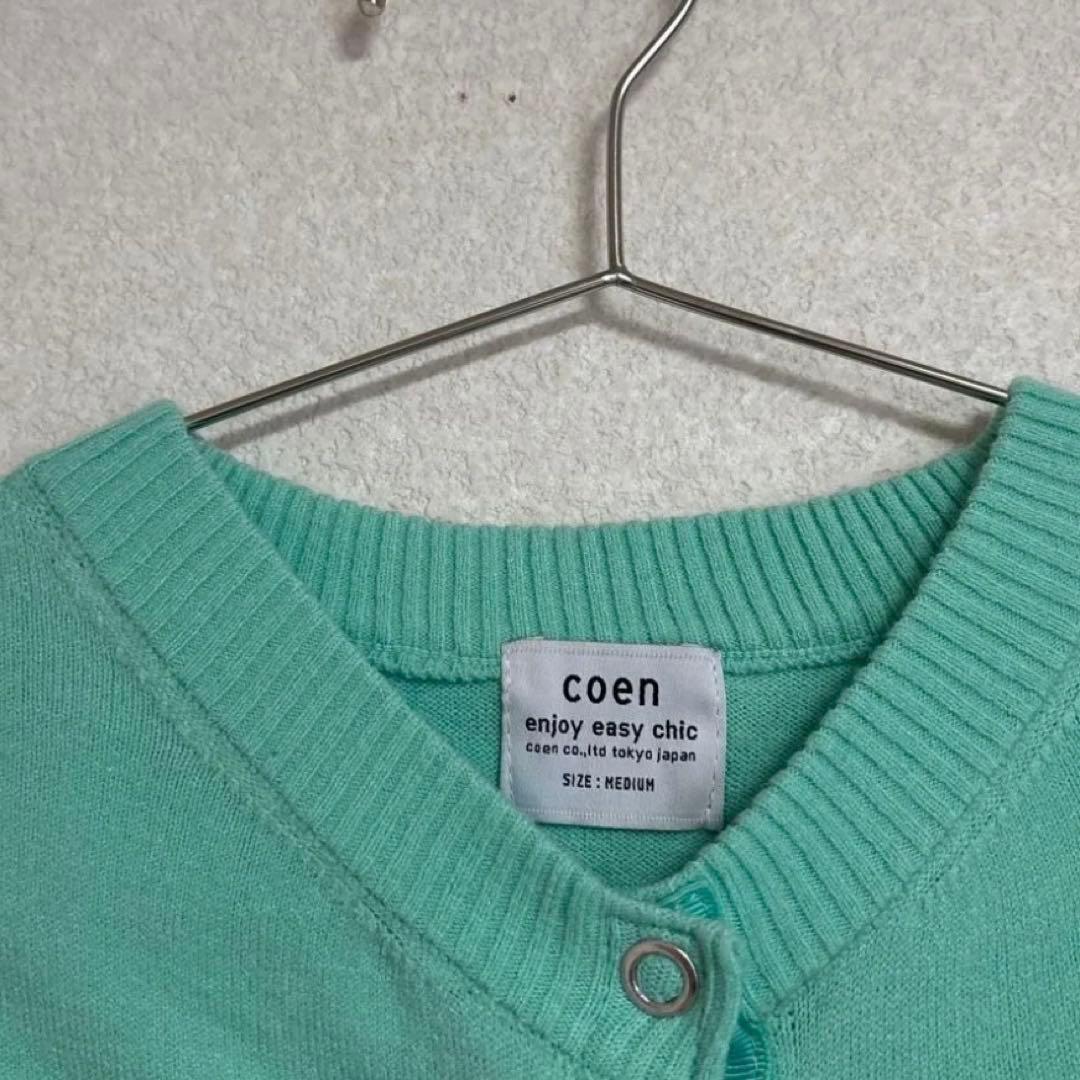 coen
enjoy easy chic
coen co.,ltd tokyo japan
SIZE : MEDIUM